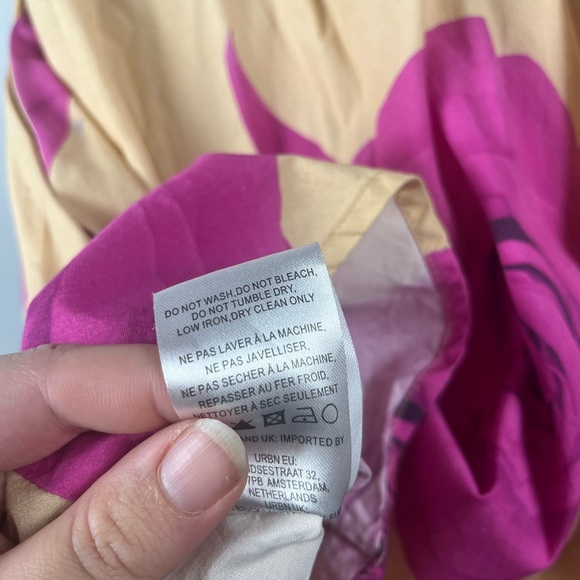 DO NOT WASH,DO NOT BLEACH,
DO NOT TUMBLE DRY,
LOW IRON,DRY CLEAN ONLY
NE PAS LAVER À LA MACHINE,
NE PAS JAVELLISER,
NE PAS SECHER À LA MACHINE,
REPASSER AU FER FROID,
NETTOYER À SEC SEULEMENT
AND UK: IMPORTED BY
URBN EU,
32,
AMSTERDAM,
NETHERLANDS
URBN UK